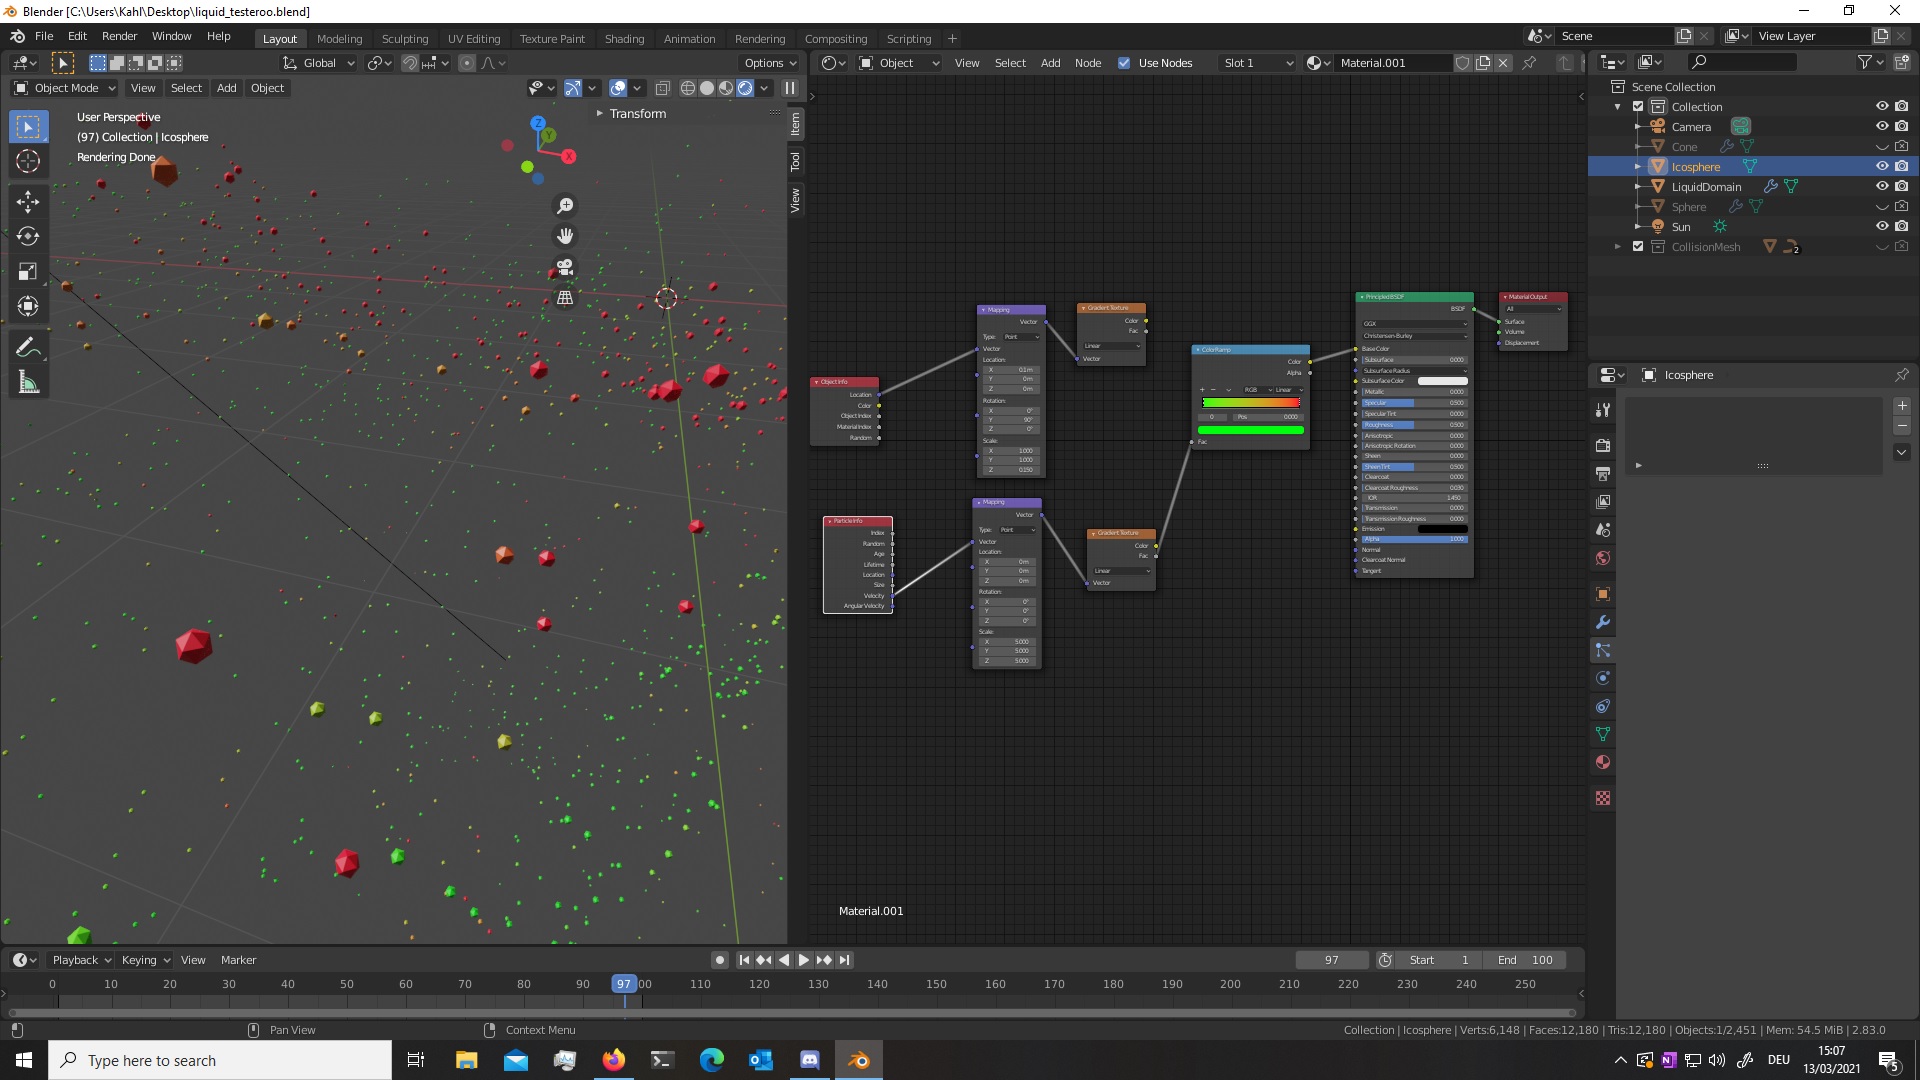 Blender [C:\Users\Kahl\Desktop\liquid_testeroo.blend]
File Edit Render Window Help
Layout Modeling Sculpting UV Editing Texture Paint Shading Animation Rendering Compositing Scripting +
Scene View Layer
Global Options
Object View Select Add Node Use Nodes Slot 1 Material.001
Object Mode View Select Add Object
User Perspective
(97) Collection | Icosphere
Rendering Done
Transform
Item
Tool
View
Z
Y
X
Scene Collection
Collection
Camera
Cone
Icosphere
LiquidDomain
Sphere
Sun
CollisionMesh 2
Icosphere
Object Info
Location
Color
Object Index
Material Index
Random
Particle Info
Index
Random
Age
Lifetime
Location
Size
Velocity
Angular Velocity
Mapping
Vector
Type: Point
Vector
Location:
X 0.1m
Y 0m
Z 0m
Rotation:
X 0°
Y 90°
Z 0°
Scale:
X 1.000
Y 1.000
Z 0.150
Mapping
Vector
Type: Point
Vector
Location:
X 0m
Y 0m
Z 0m
Rotation:
X 0°
Y 0°
Z 0°
Scale:
X 5.000
Y 5.000
Z 5.000
Gradient Texture
Color
Fac
Linear
Vector
Gradient Texture
Color
Fac
Linear
Vector
ColorRamp
Color
Alpha
+ − RGB Linear
0 Pos 0.000
Fac
Principled BSDF
BSDF
GGX
Christensen-Burley
Base Color
Subsurface 0.000
Subsurface Radius
Subsurface Color
Metallic 0.000
Specular 0.500
Specular Tint 0.000
Roughness 0.500
Anisotropic 0.000
Anisotropic Rotation 0.000
Sheen 0.000
Sheen Tint 0.500
Clearcoat 0.000
Clearcoat Roughness 0.030
IOR 1.450
Transmission 0.000
Transmission Roughness 0.000
Emission
Alpha 1.000
Normal
Clearcoat Normal
Tangent
Material Output
All
Surface
Volume
Displacement
Material.001
Playback Keying View Marker 97 Start 1 End 100
0 10 20 30 40 50 60 70 80 90 97 00 110 120 130 140 150 160 170 180 190 200 210 220 230 240 250
Pan View Context Menu
Collection | Icosphere | Verts:6,148 | Faces:12,180 | Tris:12,180 | Objects:1/2,451 | Mem: 54.5 MiB | 2.83.0
Type here to search
DEU
15:07
13/03/2021
5